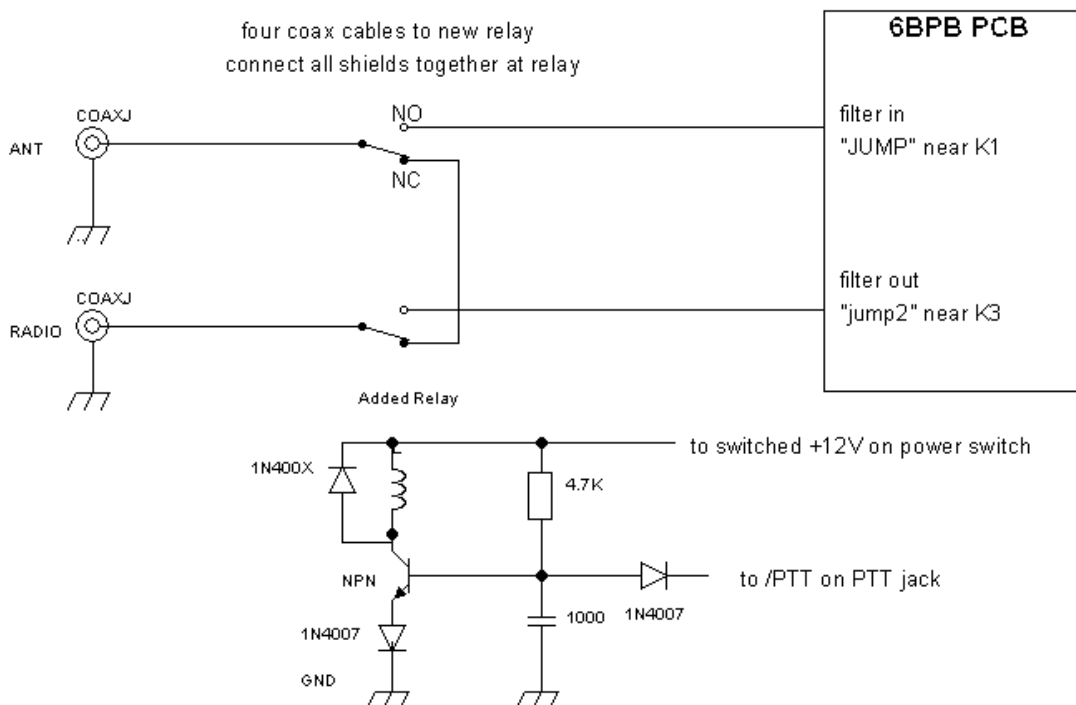 four coax cables to new relay
connect all shields together at relay
6BPB PCB
COAXJ
ANT
NO
NC
filter in
"JUMP" near K1
COAXJ
RADIO
filter out
"jump2" near K3
Added Relay
to switched +12V on power switch
1N400X
4.7K
NPN
to /PTT on PTT jack
1N4007
1000
1N4007
GND